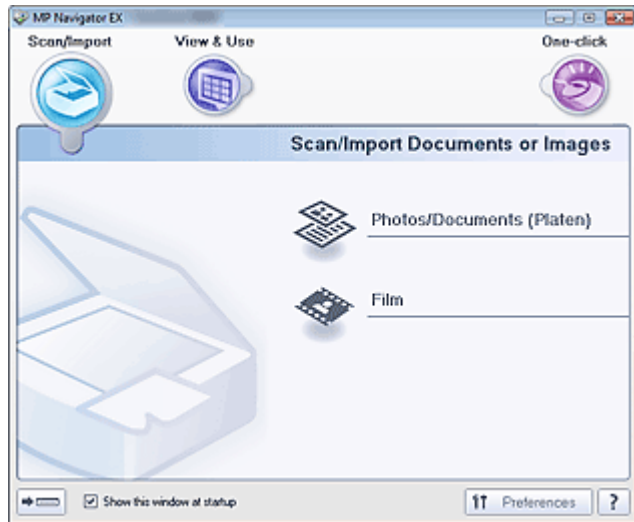 MP Navigator EX
Scan/Import View & Use One-click
Scan/Import Documents or Images
Photos/Documents (Platen)
Film
Show this window at startup Preferences ?